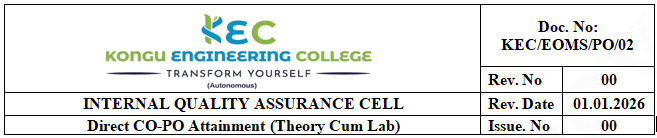 KEC
KONGU ENGINEERING COLLEGE
TRANSFORM YOURSELF
(Autonomous)
Doc. No:
KEC/EOMS/PO/02
Rev. No 00
INTERNAL QUALITY ASSURANCE CELL Rev. Date 01.01.2026
Direct CO-PO Attainment (Theory Cum Lab) Issue. No 00